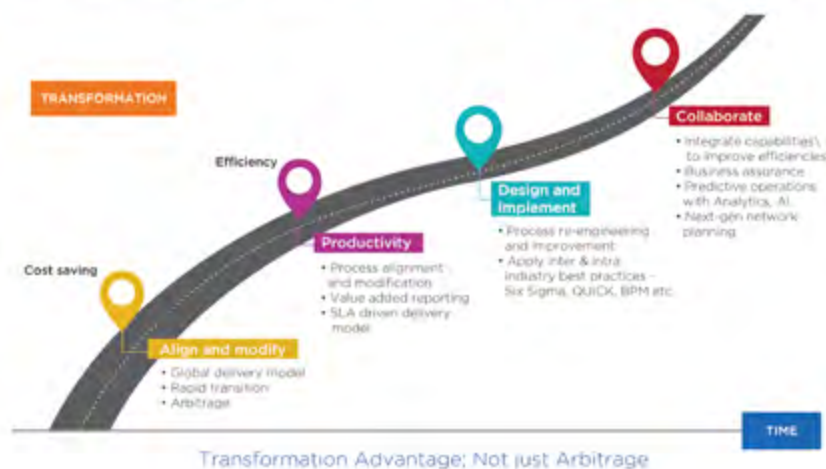 TRANSFORMATION
Collaborate
• Integrate capabilities\
to improve efficiencies
• Business assurance
• Predictive operations
with Analytics, AI
• Next-gen network
planning
Efficiency
Design and
implement
• Process re-engineering
and improvement
• Apply inter & intra
industry best practices –
Six Sigma, QUICK, BPM etc.
Productivity
• Process alignment
and modification
• Value added reporting
• SLA driven delivery
model
Cost saving
Align and modify
• Global delivery model
• Rapid transition
• Arbitrage
TIME
Transformation Advantage; Not just Arbitrage